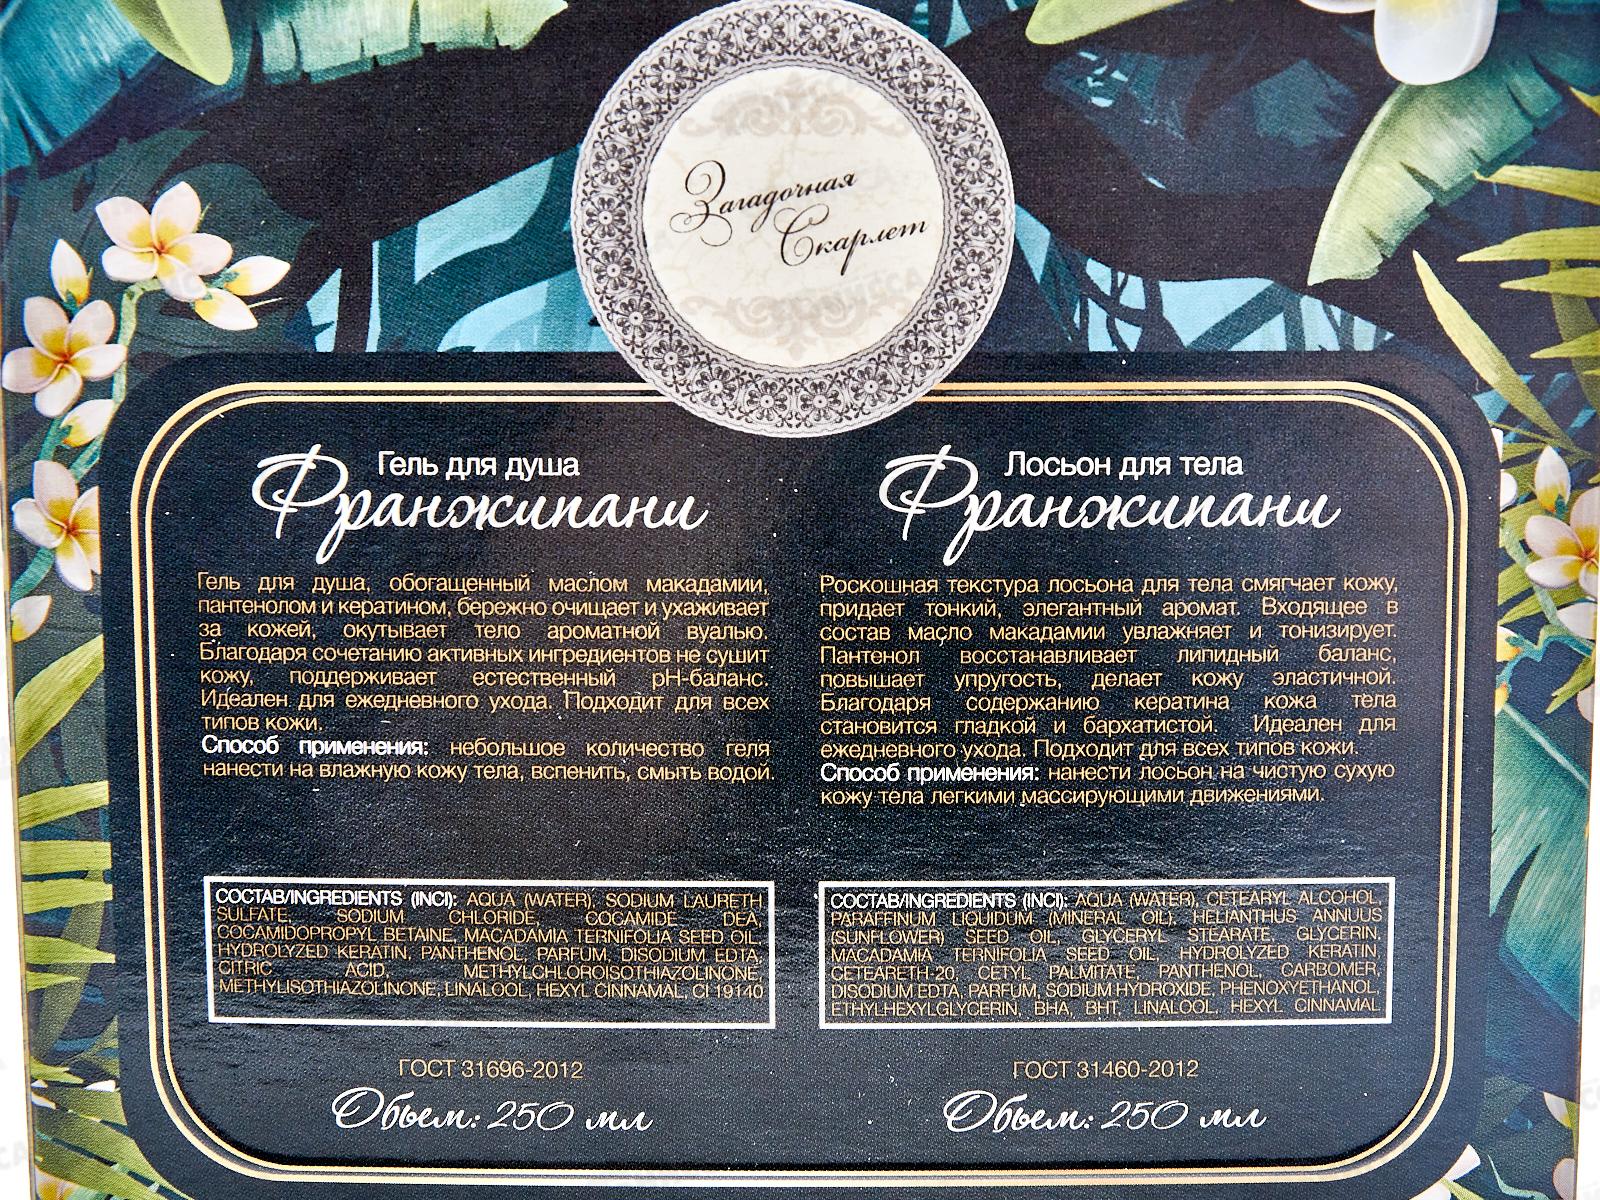 Загадочная
Скарлет
Гель для душа
Франжипани
Гель для душа, обогащенный маслом макадамии,
пантенолом и кератином, бережно очищает и ухаживает
за кожей, окутывает тело ароматной вуалью.
Благодаря сочетанию активных ингредиентов не сушит
кожу, поддерживает естественный pH-баланс.
Идеален для ежедневного ухода. Подходит для всех
типов кожи.
Способ применения: небольшое количество геля
нанести на влажную кожу тела, вспенить, смыть водой.
СОСТАВ/INGREDIENTS (INCI): AQUA (WATER), SODIUM LAURETH
SULFATE, SODIUM CHLORIDE, COCAMIDE DEA,
COCAMIDOPROPYL BETAINE, MACADAMIA TERNIFOLIA SEED OIL,
HYDROLYZED KERATIN, PANTHENOL, PARFUM, DISODIUM EDTA,
CITRIC ACID, METHYLCHLOROISOTHIAZOLINONE,
METHYLISOTHIAZOLINONE, LINALOOL, HEXYL CINNAMAL, CI 19140
ГОСТ 31696-2012
Объем: 250 мл
Лосьон для тела
Франжипани
Роскошная текстура лосьона для тела смягчает кожу,
придает тонкий, элегантный аромат. Входящее в
состав масло макадамии увлажняет и тонизирует.
Пантенол восстанавливает липидный баланс,
повышает упругость, делает кожу эластичной.
Благодаря содержанию кератина кожа тела
становится гладкой и бархатистой. Идеален для
ежедневного ухода. Подходит для всех типов кожи.
Способ применения: нанести лосьон на чистую сухую
кожу тела легкими массирующими движениями.
СОСТАВ/INGREDIENTS (INCI): AQUA (WATER), CETEARYL ALCOHOL,
PARAFFINUM LIQUIDUM (MINERAL OIL), HELIANTHUS ANNUUS
(SUNFLOWER) SEED OIL, GLYCERYL STEARATE, GLYCERIN,
MACADAMIA TERNIFOLIA SEED OIL, HYDROLYZED KERATIN,
CETEARETH-20, CETYL PALMITATE, PANTHENOL, CARBOMER,
DISODIUM EDTA, PARFUM, SODIUM HYDROXIDE, PHENOXYETHANOL,
ETHYLHEXYLGLYCERIN, BHA, BHT, LINALOOL, HEXYL CINNAMAL
ГОСТ 31460-2012
Объем: 250 мл